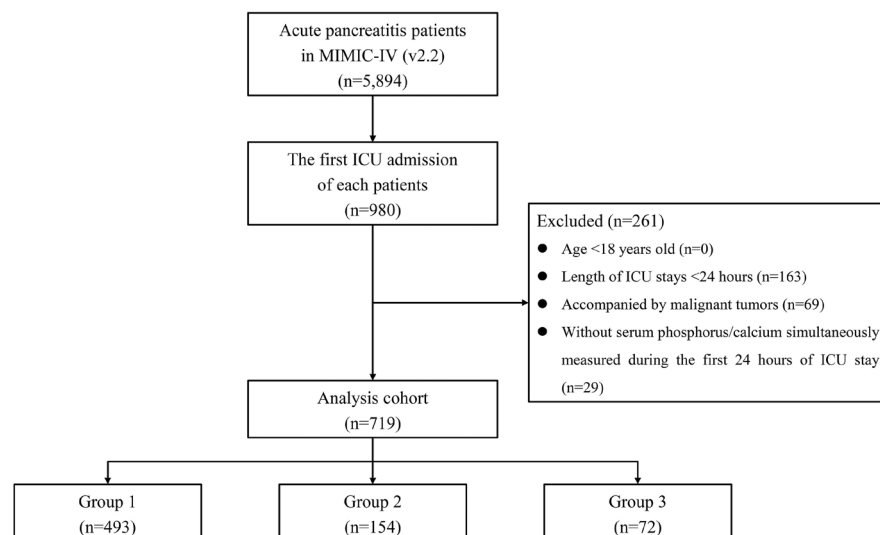 Acute pancreatitis patients
in MIMIC-IV (v2.2)
(n=5,894)
The first ICU admission
of each patients
(n=980)
Excluded (n=261)
● Age <18 years old (n=0)
● Length of ICU stays <24 hours (n=163)
● Accompanied by malignant tumors (n=69)
● Without serum phosphorus/calcium simultaneously
measured during the first 24 hours of ICU stay
(n=29)
Analysis cohort
(n=719)
Group 1
(n=493)
Group 2
(n=154)
Group 3
(n=72)